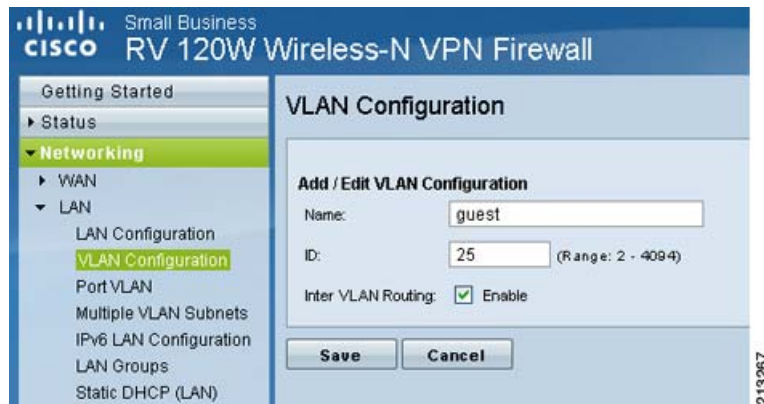 Small Business
CISCO RV 120W Wireless-N VPN Firewall
Getting Started
Status
Networking
WAN
LAN
LAN Configuration
VLAN Configuration
Port VLAN
Multiple VLAN Subnets
IPv6 LAN Configuration
LAN Groups
Static DHCP (LAN)
VLAN Configuration
Add / Edit VLAN Configuration
Name: guest
ID: 25 (Range: 2 - 4094)
Inter VLAN Routing: Enable
Save Cancel
213267